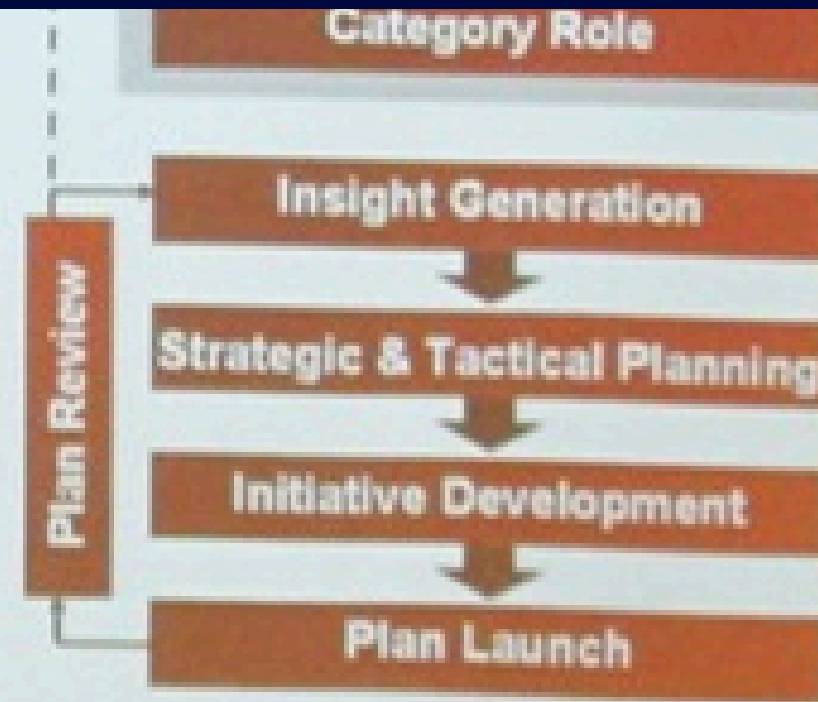 Category Role
Insight Generation
Strategic & Tactical Planning
Plan Review
Initiative Development
Plan Launch